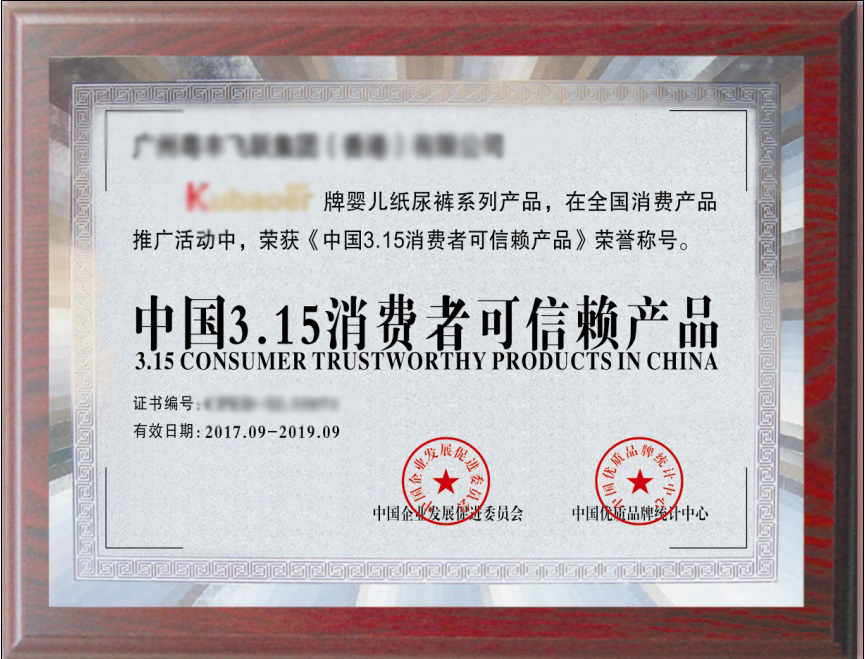 Kubaoer 牌婴儿纸尿裤系列产品，在全国消费产品
推广活动中，荣获《中国3.15消费者可信赖产品》荣誉称号。
中国3.15消费者可信赖产品
3.15 CONSUMER TRUSTWORTHY PRODUCTS IN CHINA
证书编号:
有效日期: 2017.09-2019.09
中国企业发展促进委员会
中国优质品牌统计中心
中国企业发展促进委员会
中国优质品牌统计中心